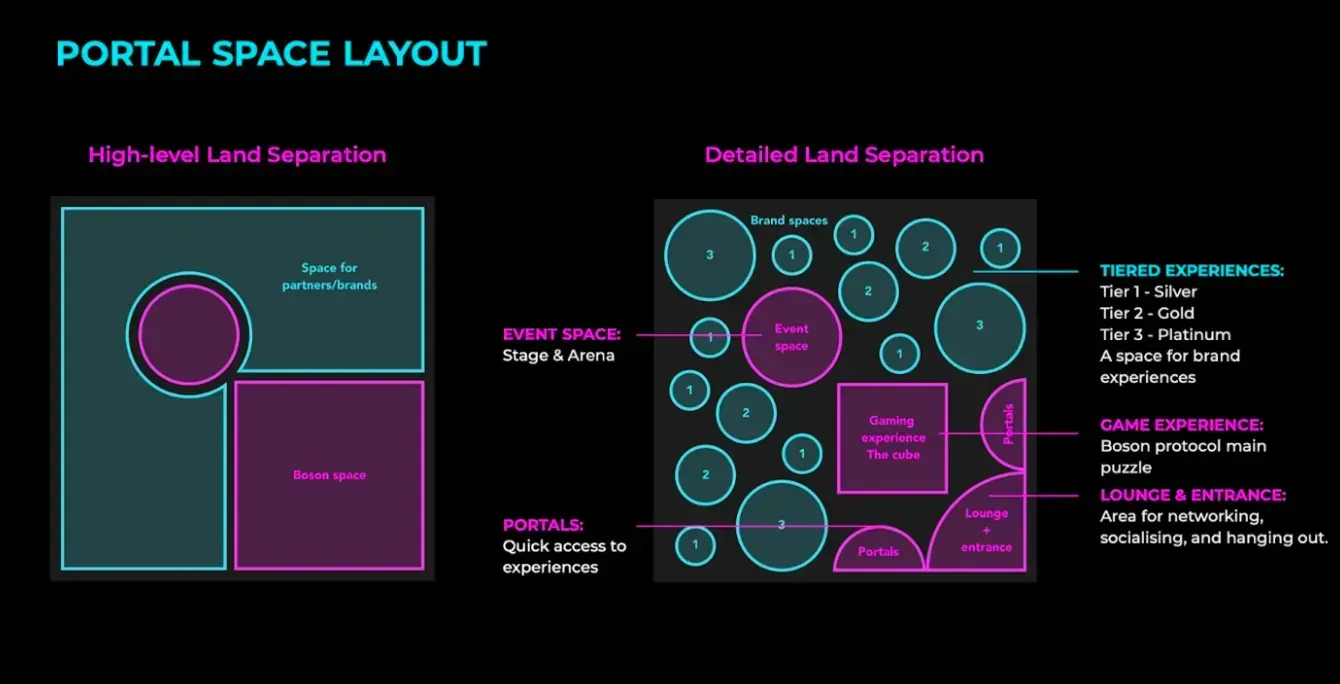 PORTAL SPACE LAYOUT
High-level Land Separation
Space for
partners/brands
Boson space
Detailed Land Separation
Brand spaces
3
1
1
2
1
2
3
1
1
Event
space
1
2
1
2
3
1
Gaming
experience
The cube
Portals
Portals
Lounge
+
entrance
EVENT SPACE:
Stage & Arena
PORTALS:
Quick access to
experiences
TIERED EXPERIENCES:
Tier 1 - Silver
Tier 2 - Gold
Tier 3 - Platinum
A space for brand
experiences
GAME EXPERIENCE:
Boson protocol main
puzzle
LOUNGE & ENTRANCE:
Area for networking,
socialising, and hanging out.